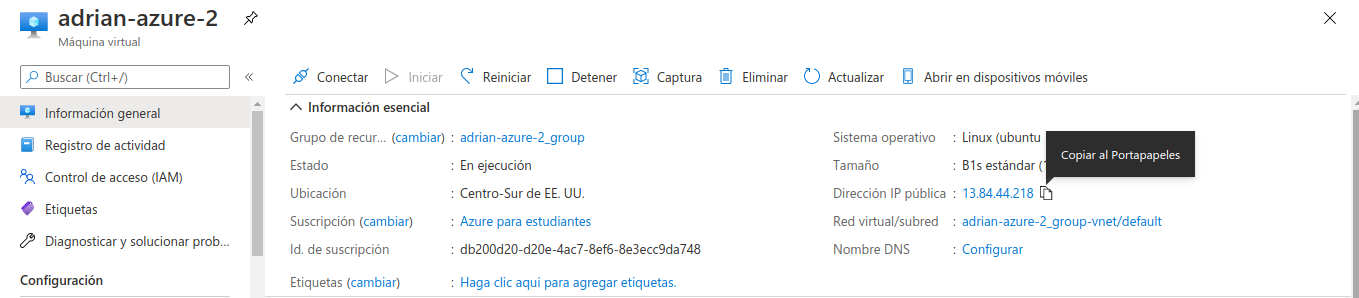 adrian-azure-2
Máquina virtual
Buscar (Ctrl+/)
Información general
Registro de actividad
Control de acceso (IAM)
Etiquetas
Diagnosticar y solucionar prob...
Configuración
Conectar Iniciar Reiniciar Detener Captura Eliminar Actualizar Abrir en dispositivos móviles
Información esencial
Grupo de recur... (cambiar) : adrian-azure-2_group
Estado : En ejecución
Ubicación : Centro-Sur de EE. UU.
Suscripción (cambiar) : Azure para estudiantes
Id. de suscripción : db200d20-d20e-4ac7-8ef6-8e3ecc9da748
Etiquetas (cambiar) : Haga clic aquí para agregar etiquetas.
Sistema operativo : Linux (ubuntu
Tamaño : B1s estándar (
Copiar al Portapapeles
Dirección IP pública : 13.84.44.218
Red virtual/subred : adrian-azure-2_group-vnet/default
Nombre DNS : Configurar